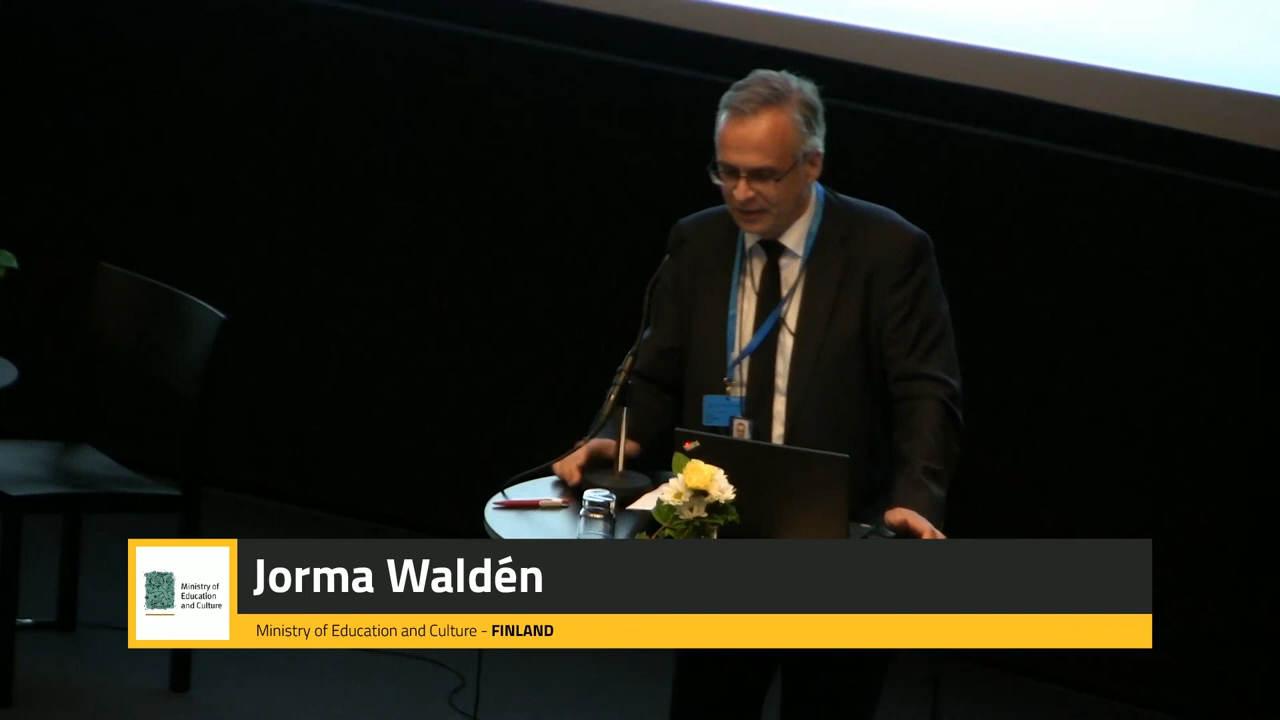 Jorma Waldén
Ministry of
Education
and Culture
Ministry of Education and Culture - FINLAND